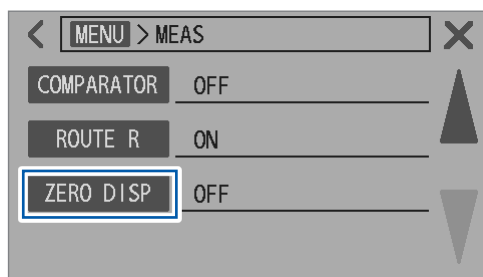 MENU > MEAS
COMPARATOR OFF
ROUTE R ON
ZERO DISP OFF